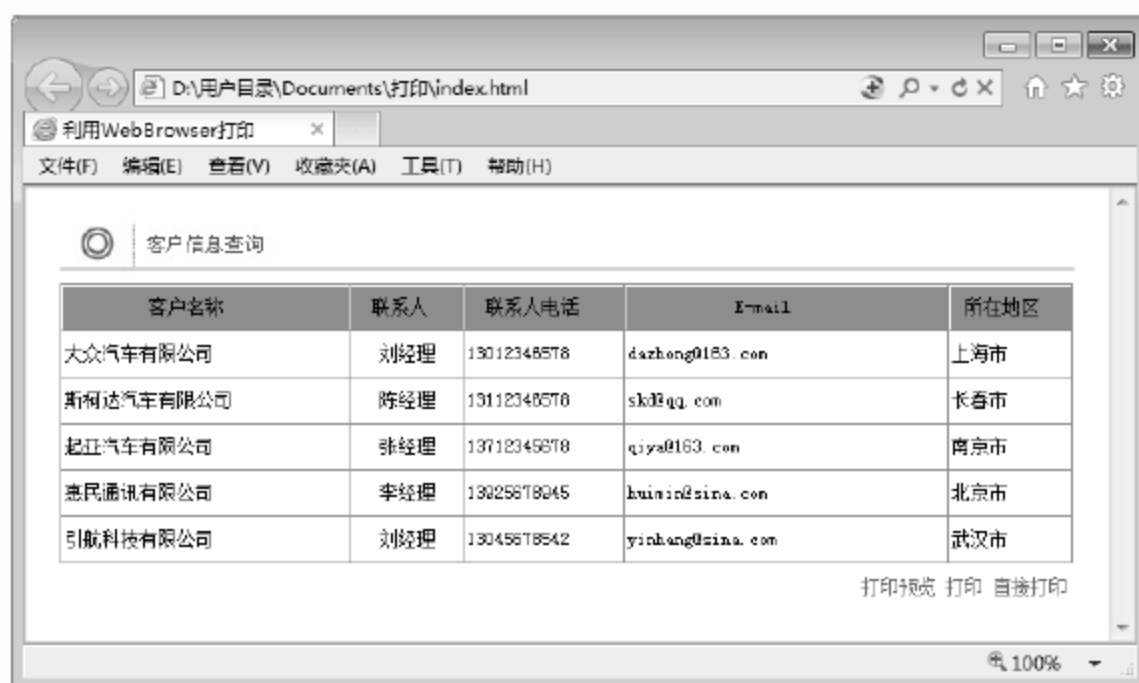 D:\用户目录\Documents\打印\index.html
利用WebBrowser打印
文件(F) 编辑(E) 查看(V) 收藏夹(A) 工具(T) 帮助(H)
客户信息查询
客户名称 联系人 联系人电话 E-mail 所在地区
大众汽车有限公司 刘经理 13012345678 dazhong@163.com 上海市
斯柯达汽车有限公司 陈经理 13112345678 skd@qq.com 长春市
起亚汽车有限公司 张经理 13712345678 qiya@163.com 南京市
惠民通讯有限公司 李经理 13925678945 huimin@sina.com 北京市
引航科技有限公司 刘经理 13045678542 yinhang@sina.com 武汉市
打印预览 打印 直接打印
100%